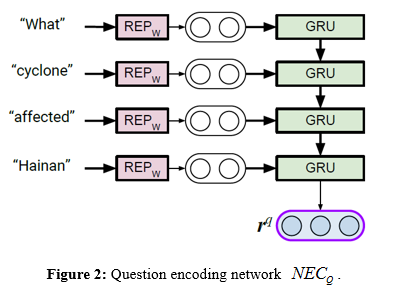 “What” REP_W GRU
“cyclone” REP_W GRU
“affected” REP_W GRU
“Hainan” REP_W GRU
r^q
Figure 2: Question encoding network NEC_Q .